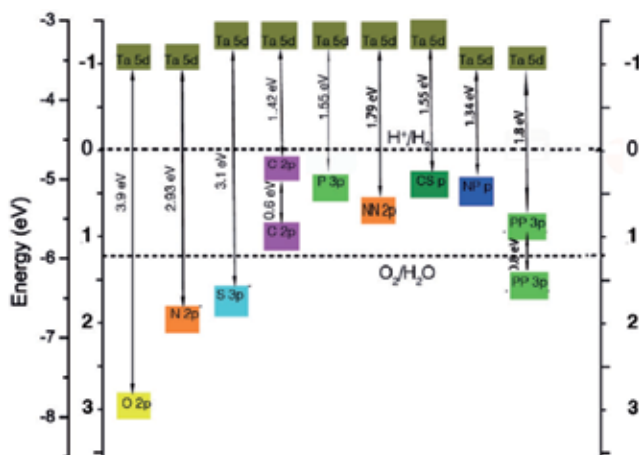 -3
-4
-5
-6
-7
-8
Energy (eV)
-1
0
1
2
3
Ta 5d Ta 5d Ta 5d Ta 5d Ta 5d Ta 5d Ta 5d Ta 5d Ta 5d
3.9 eV
2.93 eV
3.1 eV
1.42 eV
1.55 eV
1.79 eV
1.55 eV
1.34 eV
1.8 eV
C 2p
0.6 eV
C 2p
P 3p
NN 2p
CS p
NP p
PP 3p
PP 3p
O₂/H₂O
S 3p
N 2p
O 2p
-1
0
1
2
3